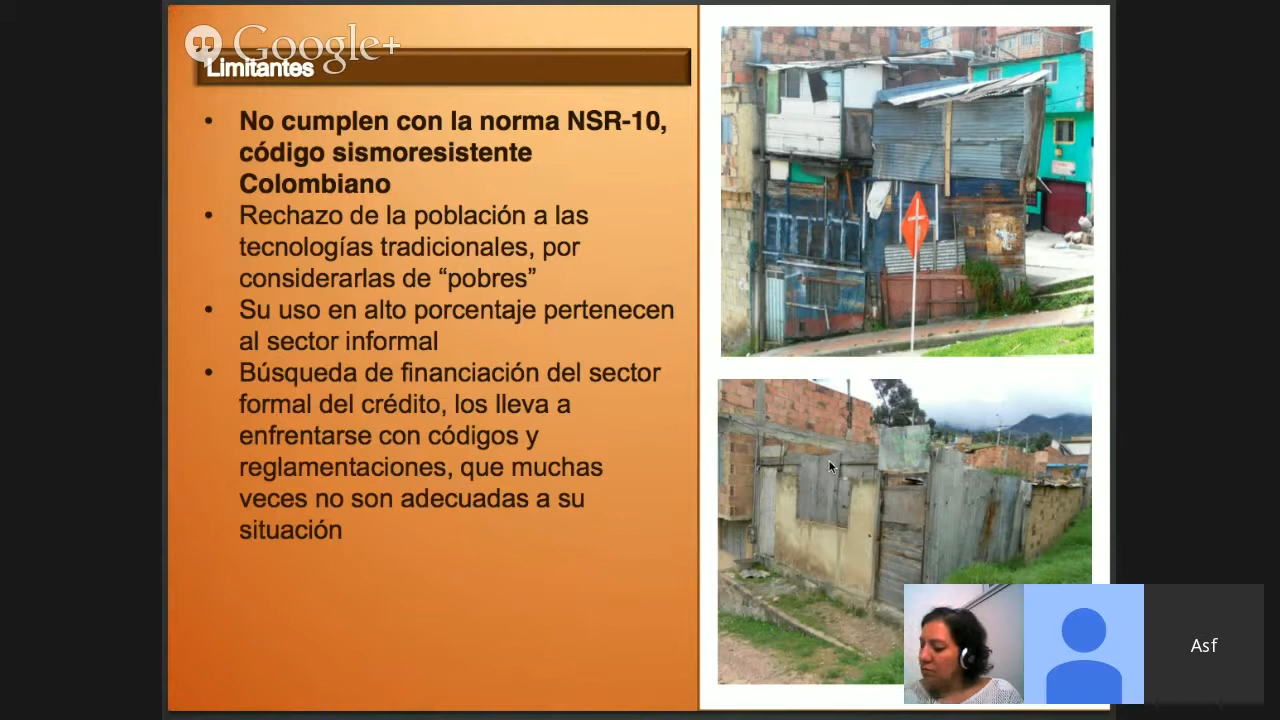 Google+
Limitantes
• No cumplen con la norma NSR-10,
código sismoresistente
Colombiano
• Rechazo de la población a las
tecnologías tradicionales, por
considerarlas de “pobres”
• Su uso en alto porcentaje pertenecen
al sector informal
• Búsqueda de financiación del sector
formal del crédito, los lleva a
enfrentarse con códigos y
reglamentaciones, que muchas
veces no son adecuadas a su
situación
Asf